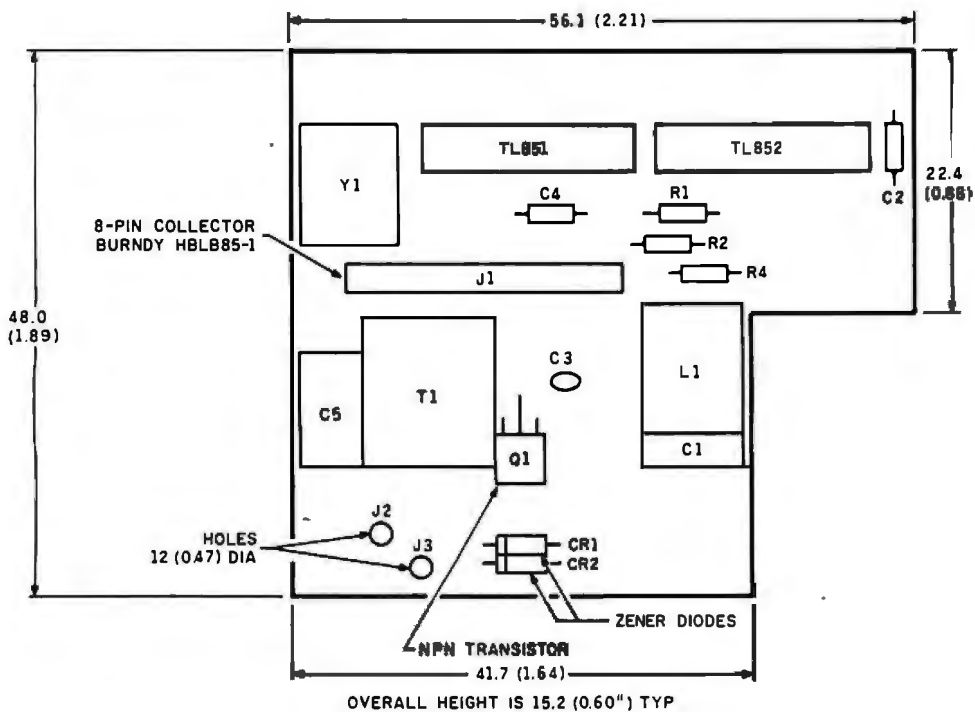 56.1 (2.21)
TL851
TL852
Y1
22.4
(0.88)
C2
C4
R1
8-PIN COLLECTOR
BURNDY HBLB85-1
R2
R4
J1
48.0
(1.89)
C3
L1
T1
C5
C1
Q1
J2
HOLES
12 (0.47) DIA
J3
CR1
CR2
ZENER DIODES
NPN TRANSISTOR
41.7 (1.64)
OVERALL HEIGHT IS 15.2 (0.60") TYP